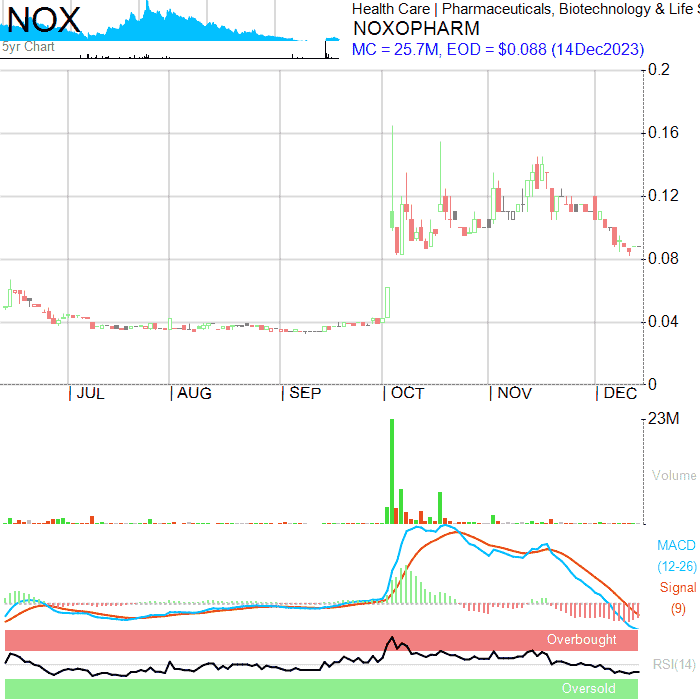 NOX
5yr Chart
Health Care | Pharmaceuticals, Biotechnology & Life S
NOXOPHARM
MC = 25.7M, EOD = $0.088 (14Dec2023)
0.2
0.16
0.12
0.08
0.04
0
JUL AUG SEP OCT NOV DEC
23M
Volume
MACD
(12-26)
Signal
(9)
Overbought
RSI(14)
Oversold